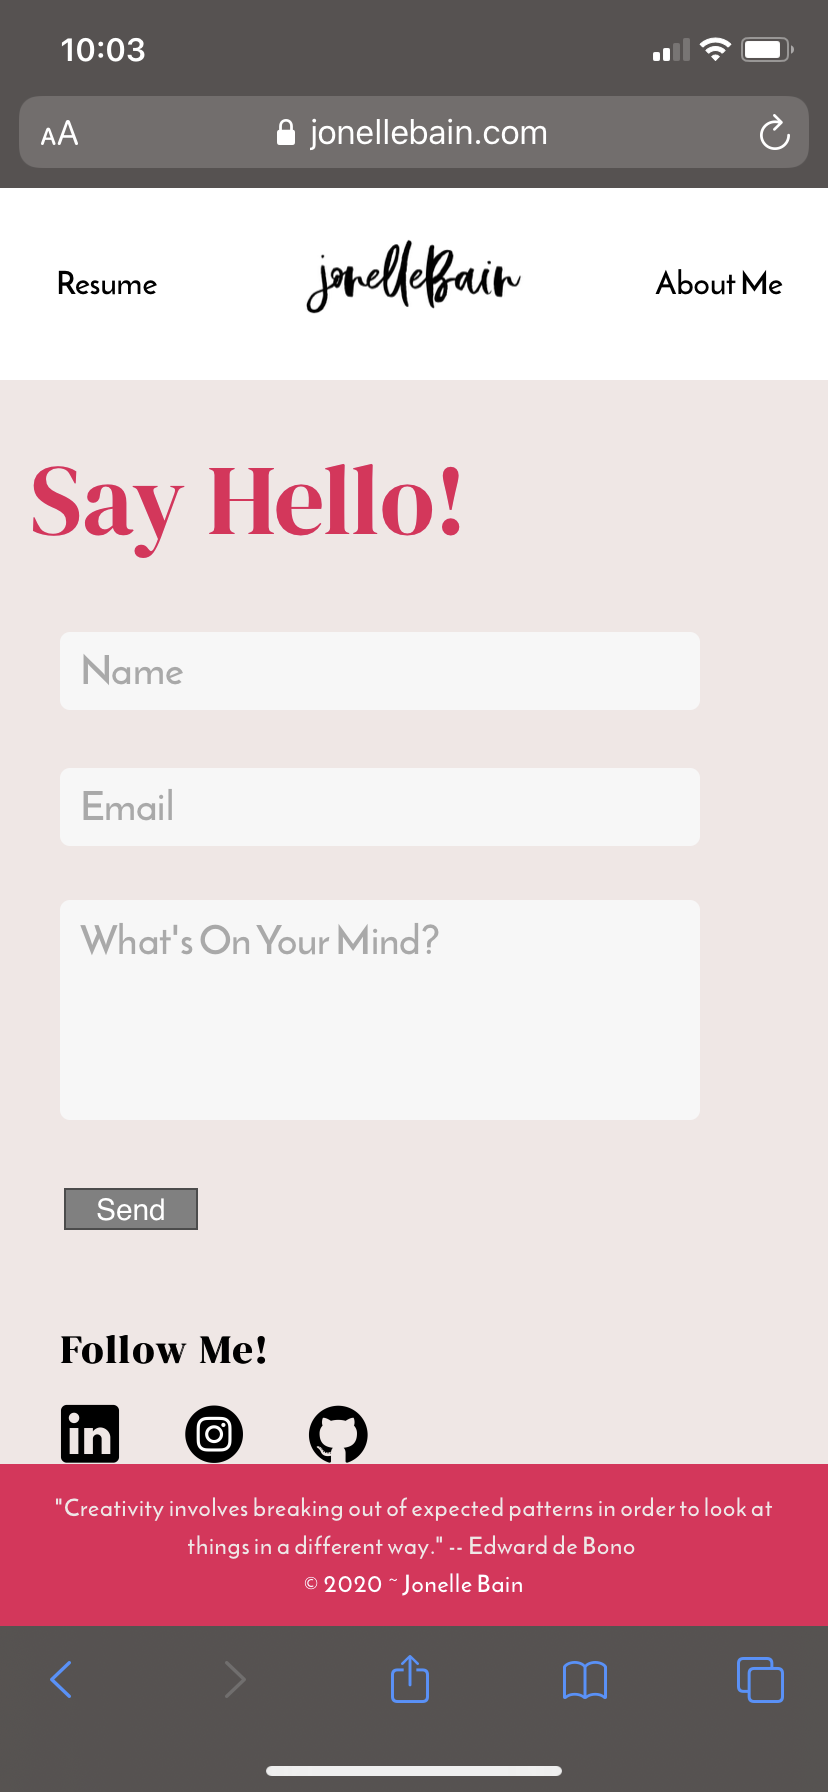 10:03
AA jonellebain.com
Resume jonelleBain About Me
Say Hello!
Name
Email
What's On Your Mind?
Send
Follow Me!
in
"Creativity involves breaking out of expected patterns in order to look at
things in a different way." -- Edward de Bono
© 2020 ~ Jonelle Bain